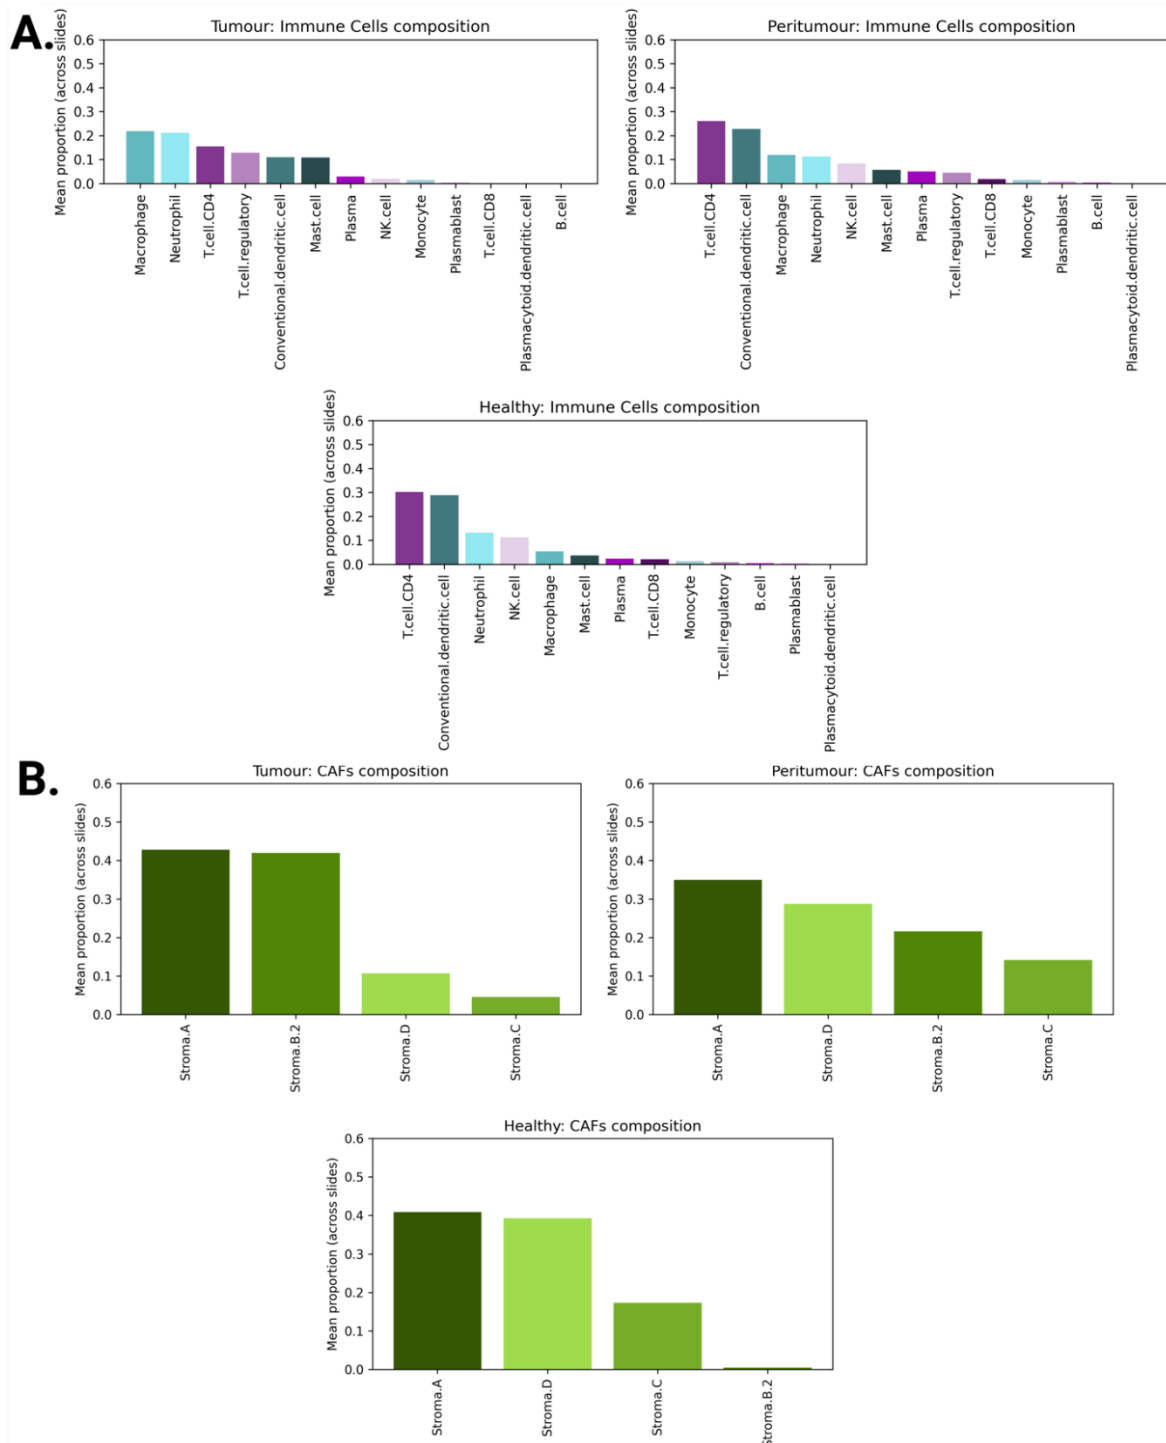 A.
Tumour: Immune Cells composition
Mean proportion (across slides)
0.6
0.5
0.4
0.3
0.2
0.1
0.0
Macrophage
Neutrophil
T.cell.CD4
T.cell.regulatory
Conventional.dendritic.cell
Mast.cell
Plasma
NK.cell
Monocyte
Plasmablast
T.cell.CD8
Plasmacytoid.dendritic.cell
B.cell
Peritumour: Immune Cells composition
Mean proportion (across slides)
0.6
0.5
0.4
0.3
0.2
0.1
0.0
T.cell.CD4
Conventional.dendritic.cell
Macrophage
Neutrophil
NK.cell
Mast.cell
Plasma
T.cell.regulatory
T.cell.CD8
Monocyte
Plasmablast
B.cell
Plasmacytoid.dendritic.cell
Healthy: Immune Cells composition
Mean proportion (across slides)
0.6
0.5
0.4
0.3
0.2
0.1
0.0
T.cell.CD4
Conventional.dendritic.cell
Neutrophil
NK.cell
Macrophage
Mast.cell
Plasma
T.cell.CD8
Monocyte
T.cell.regulatory
B.cell
Plasmablast
Plasmacytoid.dendritic.cell
B.
Tumour: CAFs composition
Mean proportion (across slides)
0.6
0.5
0.4
0.3
0.2
0.1
0.0
Stroma.A
Stroma.B.2
Stroma.D
Stroma.C
Peritumour: CAFs composition
Mean proportion (across slides)
0.6
0.5
0.4
0.3
0.2
0.1
0.0
Stroma.A
Stroma.D
Stroma.B.2
Stroma.C
Healthy: CAFs composition
Mean proportion (across slides)
0.6
0.5
0.4
0.3
0.2
0.1
0.0
Stroma.A
Stroma.D
Stroma.C
Stroma.B.2